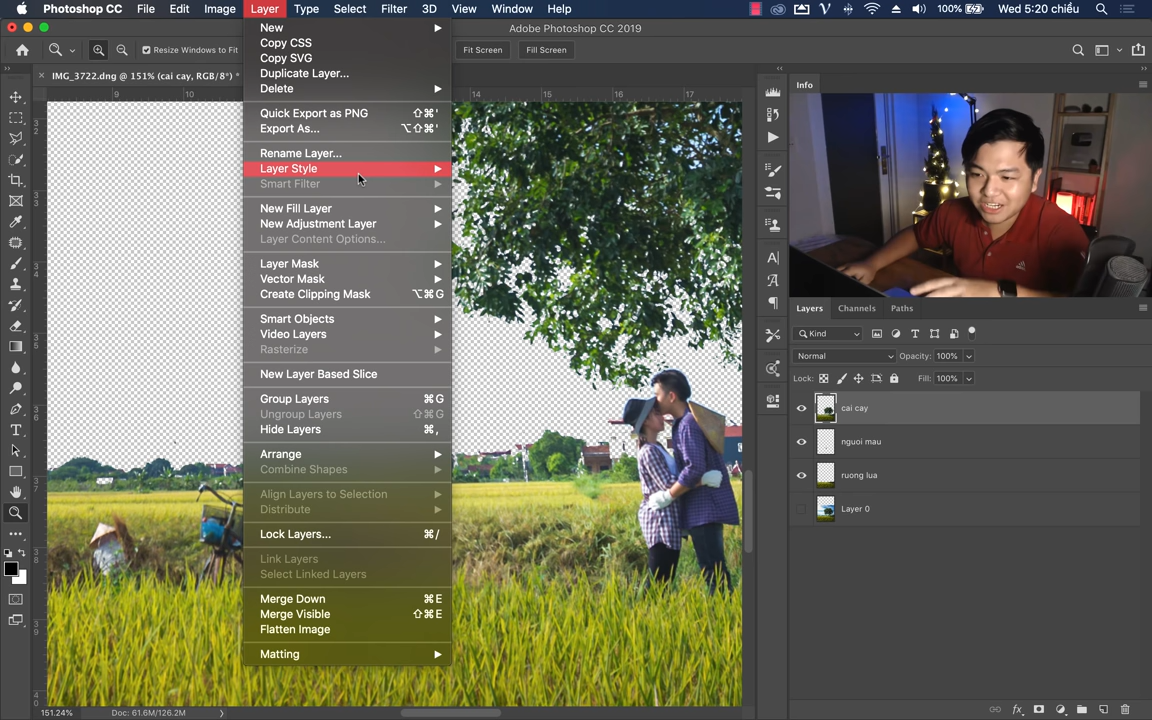 Photoshop CC File Edit Image Layer Type Select Filter 3D View Window Help 100% Wed 5:20 chiều
Adobe Photoshop CC 2019
Resize Windows to Fit
Fit Screen
Fill Screen
IMG_3722.dng @ 151% (cai cay, RGB/8*) *
9 10 14 15 16 17
New
Copy CSS
Copy SVG
Duplicate Layer...
Delete
Quick Export as PNG ⇧⌘'
Export As... ⌥⇧⌘'
Rename Layer...
Layer Style
Smart Filter
New Fill Layer
New Adjustment Layer
Layer Content Options...
Layer Mask
Vector Mask
Create Clipping Mask ⌥⌘G
Smart Objects
Video Layers
Rasterize
New Layer Based Slice
Group Layers ⌘G
Ungroup Layers ⇧⌘G
Hide Layers ⌘,
Arrange
Combine Shapes
Align Layers to Selection
Distribute
Lock Layers... ⌘/
Link Layers
Select Linked Layers
Merge Down ⌘E
Merge Visible ⇧⌘E
Flatten Image
Matting
151.24% Doc: 61.6M/126.2M
Info
Layers Channels Paths
Kind
Normal Opacity: 100%
Lock: Fill: 100%
cai cay
nguoi mau
ruong lua
Layer 0